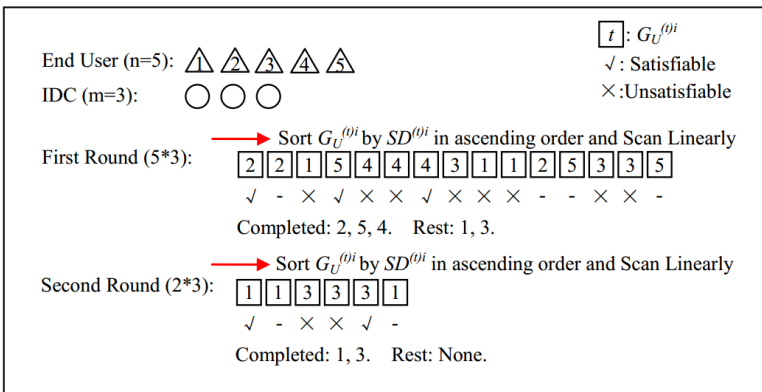 t : G_U^(t)i
End User (n=5): 1 2 3 4 5
√ : Satisfiable
IDC (m=3):
×:Unsatisfiable
Sort G_U^(t)i by SD^(t)i in ascending order and Scan Linearly
First Round (5*3): 2 2 1 5 4 4 4 3 1 1 2 5 3 3 5
√ - × √ × × √ × × × - - × × -
Completed: 2, 5, 4. Rest: 1, 3.
Sort G_U^(t)i by SD^(t)i in ascending order and Scan Linearly
Second Round (2*3): 1 1 3 3 3 1
√ - × × √ -
Completed: 1, 3. Rest: None.